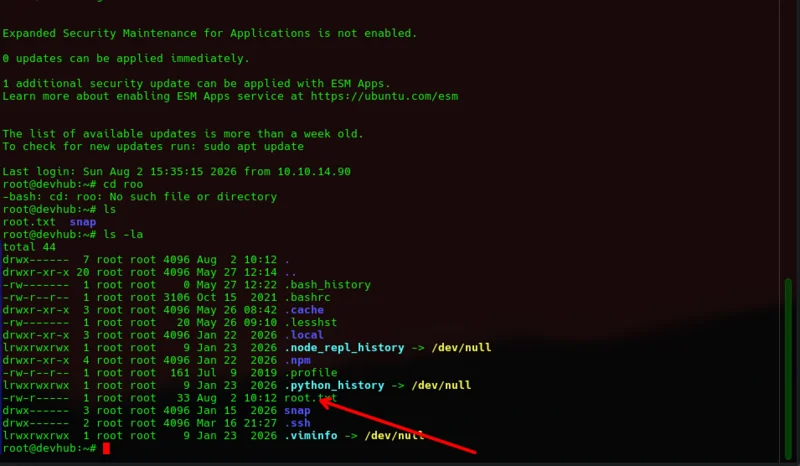 Expanded Security Maintenance for Applications is not enabled.
0 updates can be applied immediately.
1 additional security update can be applied with ESM Apps.
Learn more about enabling ESM Apps service at https://ubuntu.com/esm
The list of available updates is more than a week old.
To check for new updates run: sudo apt update
Last login: Sun Aug 2 15:35:15 2026 from 10.10.14.90
root@devhub:~# cd roo
-bash: cd: roo: No such file or directory
root@devhub:~# ls
root.txt  snap
root@devhub:~# ls -la
total 44
drwx------  7 root root 4096 Aug  2 10:12 .
drwxr-xr-x 20 root root 4096 May 27 12:14 ..
-rw-------  1 root root    0 May 27 12:22 .bash_history
-rw-r--r--  1 root root 3106 Oct 15  2021 .bashrc
drwxr-xr-x  3 root root 4096 May 26 08:42 .cache
-rw-------  1 root root   20 May 26 09:10 .lesshst
drwxr-xr-x  3 root root 4096 Jan 22  2026 .local
lrwxrwxrwx  1 root root    9 Jan 23  2026 .node_repl_history -> /dev/null
drwxr-xr-x  4 root root 4096 Jan 22  2026 .npm
-rw-r--r--  1 root root  161 Jul  9  2019 .profile
lrwxrwxrwx  1 root root    9 Jan 23  2026 .python_history -> /dev/null
-rw-r-----  1 root root   33 Aug  2 10:12 root.txt
drwx------  3 root root 4096 Jan 15  2026 snap
drwx------  2 root root 4096 Mar 16 21:27 .ssh
lrwxrwxrwx  1 root root    9 Jan 23  2026 .viminfo -> /dev/null
root@devhub:~#